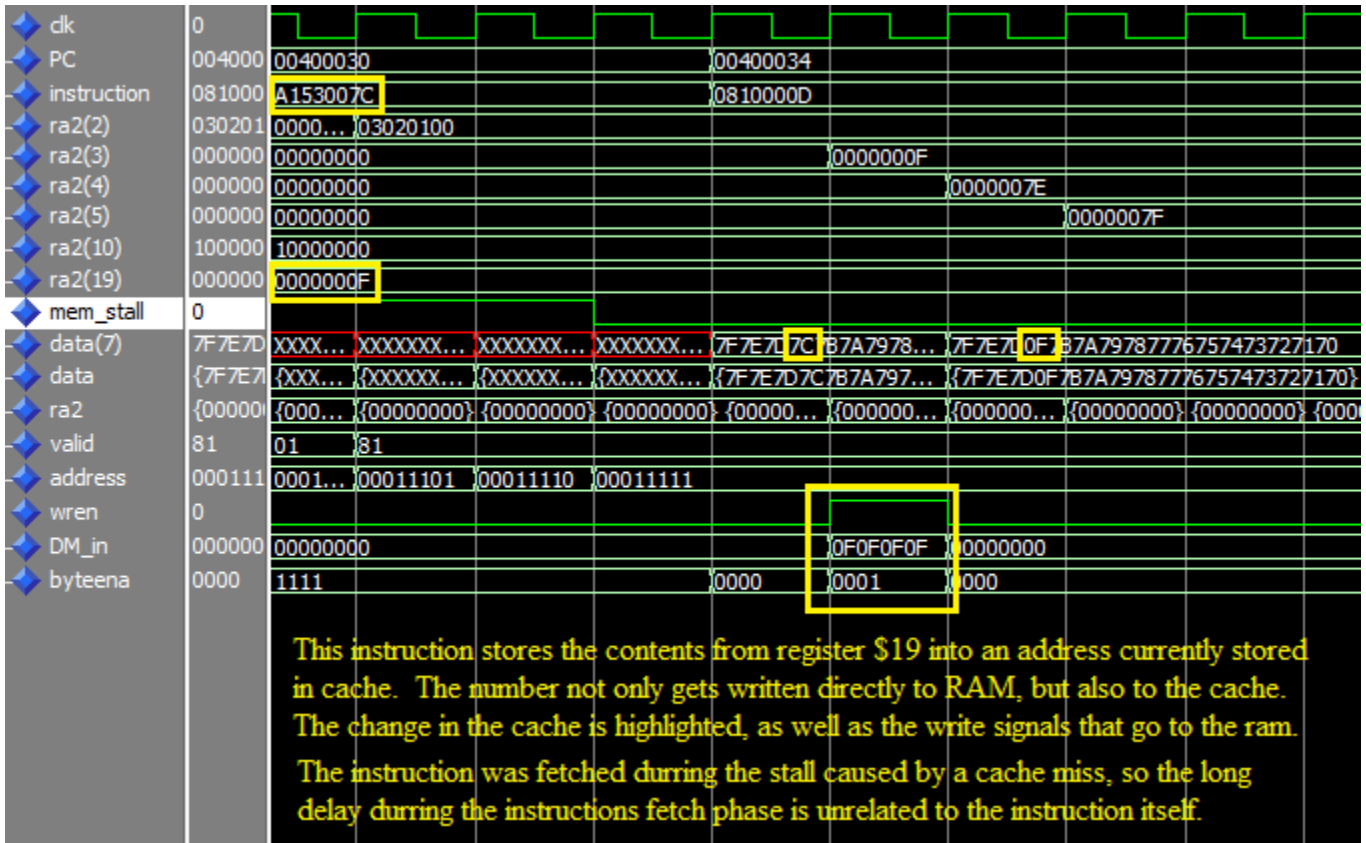 clk 0
PC 004000 00400030 00400034
instruction 081000 A153007C 0810000D
ra2(2) 030201 0000... 03020100
ra2(3) 000000 00000000 0000000F
ra2(4) 000000 00000000 0000007E
ra2(5) 000000 00000000 0000007F
ra2(10) 100000 10000000
ra2(19) 000000 0000000F
mem_stall 0
data(7) 7F7E7D XXXX... XXXXXXX... XXXXXXX... XXXXXXX... 7F7E7D7C7B7A7978... 7F7E7D0F7B7A79787776757473727170
data {7F7E7 {XXX... {XXXXXX... {XXXXXX... {XXXXXX... {7F7E7D7C7B7A797... {7F7E7D0F7B7A79787776757473727170}
ra2 {00000 {000... {00000000} {00000000} {00000000} {00000... {000000... {000000... {00000000} {00000000} {000
valid 81 01 81
address 000111 0001... 00011101 00011110 00011111
wren 0
DM_in 000000 00000000 0F0F0F0F 00000000
byteena 0000 1111 0000 0001 0000
This instruction stores the contents from register $19 into an address currently stored
in cache. The number not only gets written directly to RAM, but also to the cache.
The change in the cache is highlighted, as well as the write signals that go to the ram.
The instruction was fetched durring the stall caused by a cache miss, so the long
delay durring the instructions fetch phase is unrelated to the instruction itself.